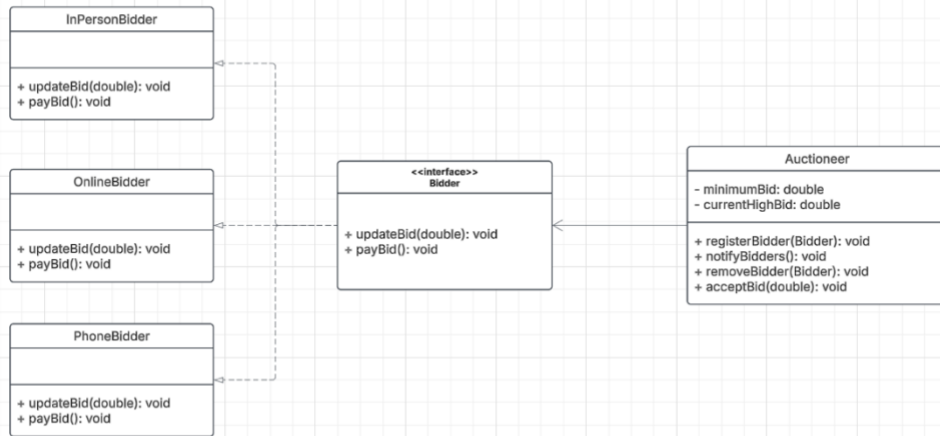 InPersonBidder
+ updateBid(double): void
+ payBid(): void
OnlineBidder
+ updateBid(double): void
+ payBid(): void
PhoneBidder
+ updateBid(double): void
+ payBid(): void
<<interface>>
Bidder
+ updateBid(double): void
+ payBid(): void
Auctioneer
- minimumBid: double
- currentHighBid: double
+ registerBidder(Bidder): void
+ notifyBidders(): void
+ removeBidder(Bidder): void
+ acceptBid(double): void